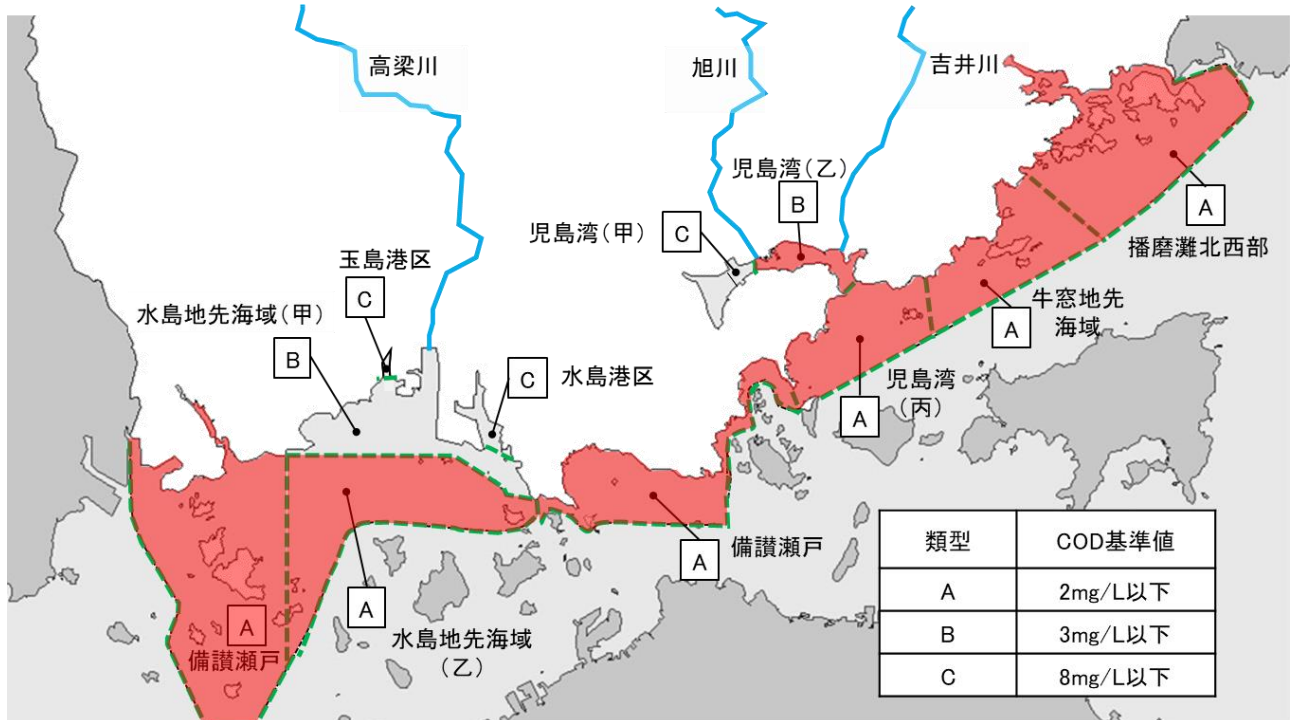 高梁川
旭川
吉井川
児島湾(乙)
B
児島湾(甲)
C
A
播磨灘北西部
玉島港区
C
水島地先海域(甲)
B
C
水島港区
A
牛窓地先
海域
A
児島湾
(丙)
A
備讃瀬戸
A
水島地先海域
(乙)
A
備讃瀬戸
類型 COD基準値
A 2mg/L以下
B 3mg/L以下
C 8mg/L以下